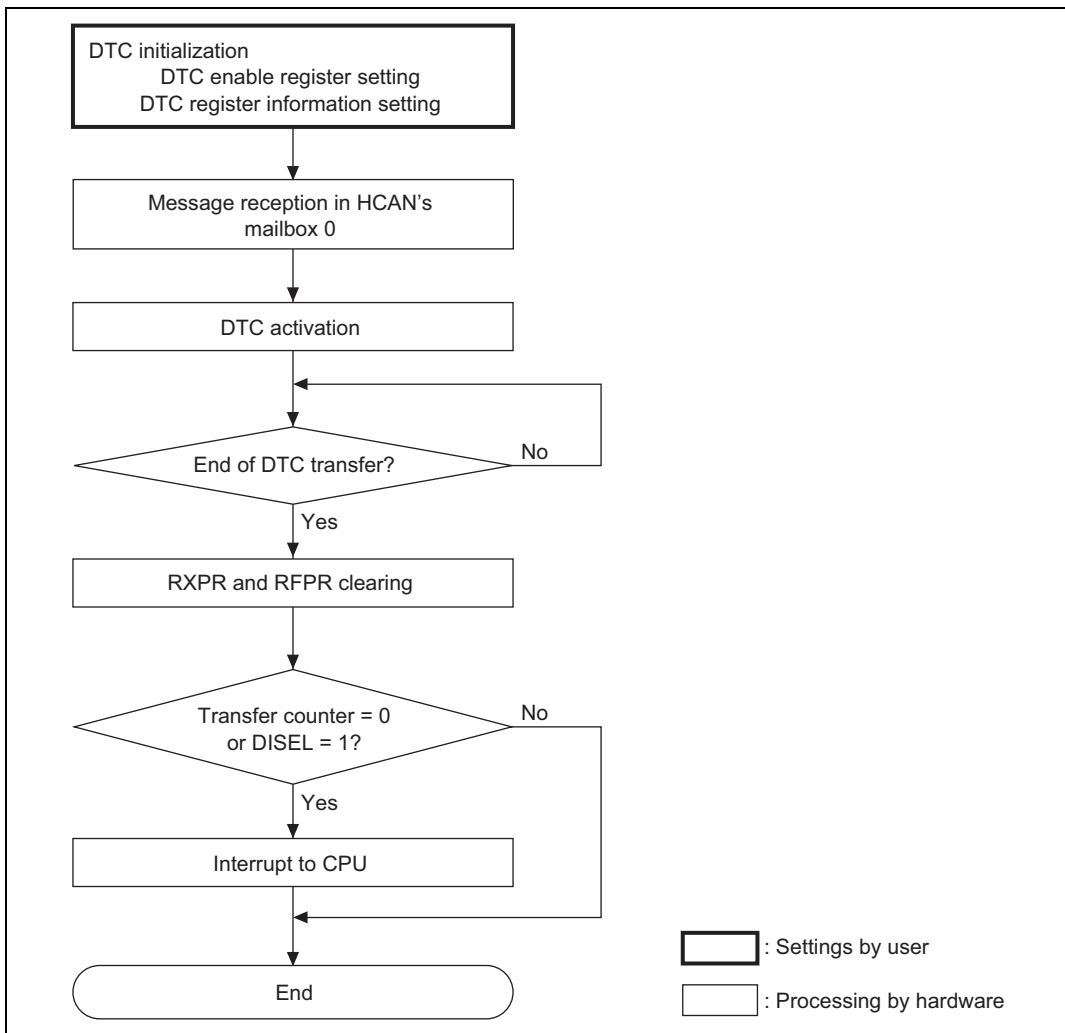 DTC initialization
DTC enable register setting
DTC register information setting
Message reception in HCAN's
mailbox 0
DTC activation
End of DTC transfer?
No
Yes
RXPR and RFPR clearing
Transfer counter = 0
or DISEL = 1?
No
Yes
Interrupt to CPU
End
: Settings by user
: Processing by hardware